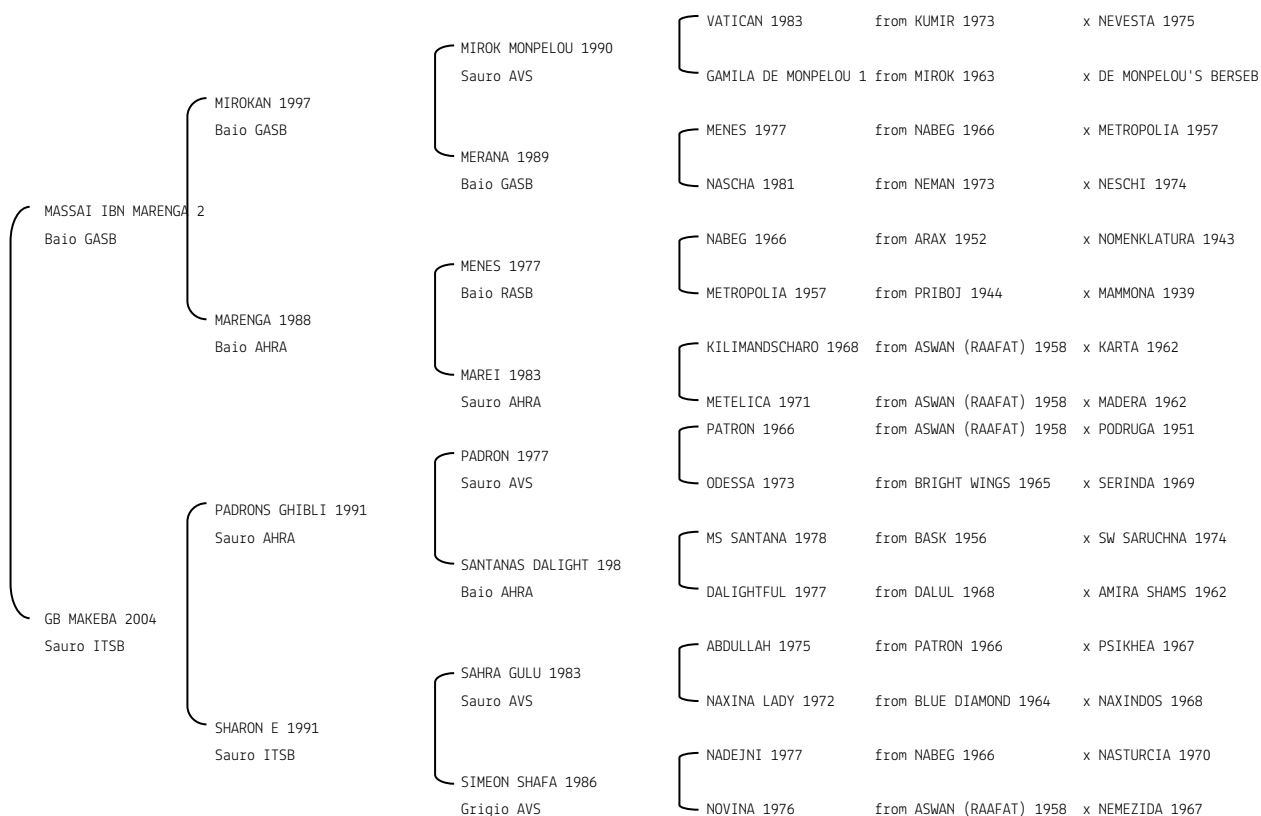 VATICAN 1983 from KUMIR 1973 x NEVESTA 1975
MIROK MONPELOU 1990
Sauro AVS
GAMILA DE MONPELOU 1 from MIROK 1963 x DE MONPELOU'S BERSEB
MIROKAN 1997
Baio GASB
MENES 1977 from NABEG 1966 x METROPOLIA 1957
MERANA 1989
Baio GASB
NASCHA 1981 from NEMAN 1973 x NESCHI 1974
MASSAI IBN MARENGA 2
Baio GASB
NABEG 1966 from ARAX 1952 x NOMENKLATURA 1943
MENES 1977
Baio RASB
METROPOLIA 1957 from PRIBOJ 1944 x MAMMONA 1939
MARENGA 1988
Baio AHRA
KILIMANDSCHARO 1968 from ASWAN (RAAFAT) 1958 x KARTA 1962
MAREI 1983
Sauro AHRA
METELICA 1971 from ASWAN (RAAFAT) 1958 x MADERA 1962
PATRON 1966 from ASWAN (RAAFAT) 1958 x PODRUGA 1951
PADRON 1977
Sauro AVS
ODESSA 1973 from BRIGHT WINGS 1965 x SERINDA 1969
PADRONS GHIBLI 1991
Sauro AHRA
MS SANTANA 1978 from BASK 1956 x SW SARUCHNA 1974
SANTANAS DALIGHT 198
Baio AHRA
DALIGHTFUL 1977 from DALUL 1968 x AMIRA SHAMS 1962
GB MAKEBA 2004
Sauro ITSB
ABDULLAH 1975 from PATRON 1966 x PSIKHEA 1967
SAHRA GULU 1983
Sauro AVS
NAXINA LADY 1972 from BLUE DIAMOND 1964 x NAXINDOS 1968
SHARON E 1991
Sauro ITSB
NADEJNI 1977 from NABEG 1966 x NASTURCIA 1970
SIMEON SHAFA 1986
Grigio AVS
NOVINA 1976 from ASWAN (RAAFAT) 1958 x NEMEZIDA 1967